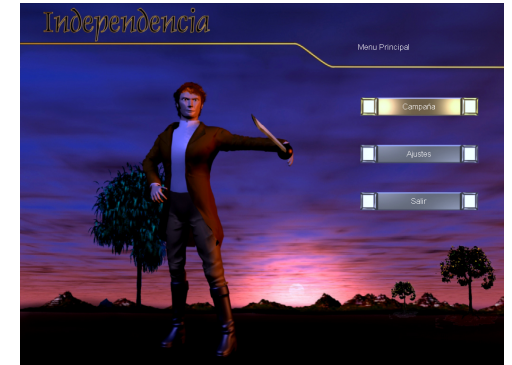 Independencia
Menu Principal
Campaña
Ajustes
Salir